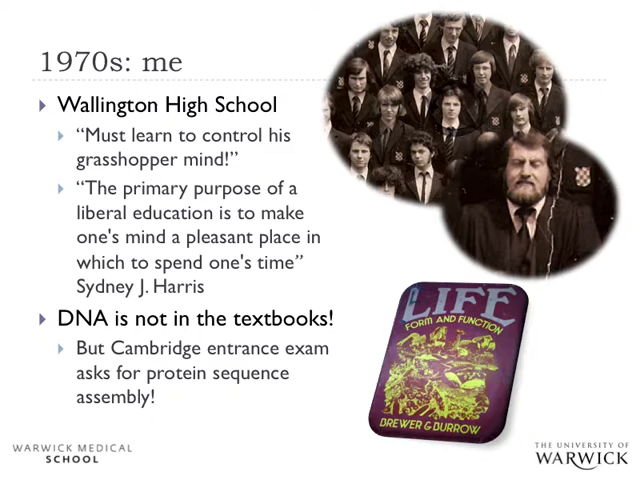 1970s: me
Wallington High School
“Must learn to control his
grasshopper mind!”
“The primary purpose of a
liberal education is to make
one's mind a pleasant place in
which to spend one's time”
Sydney J. Harris
DNA is not in the textbooks!
But Cambridge entrance exam
asks for protein sequence
assembly!
LIFE
FORM AND FUNCTION
BREWER & BURROW
WARWICK MEDICAL
SCHOOL
THE UNIVERSITY OF
WARWICK